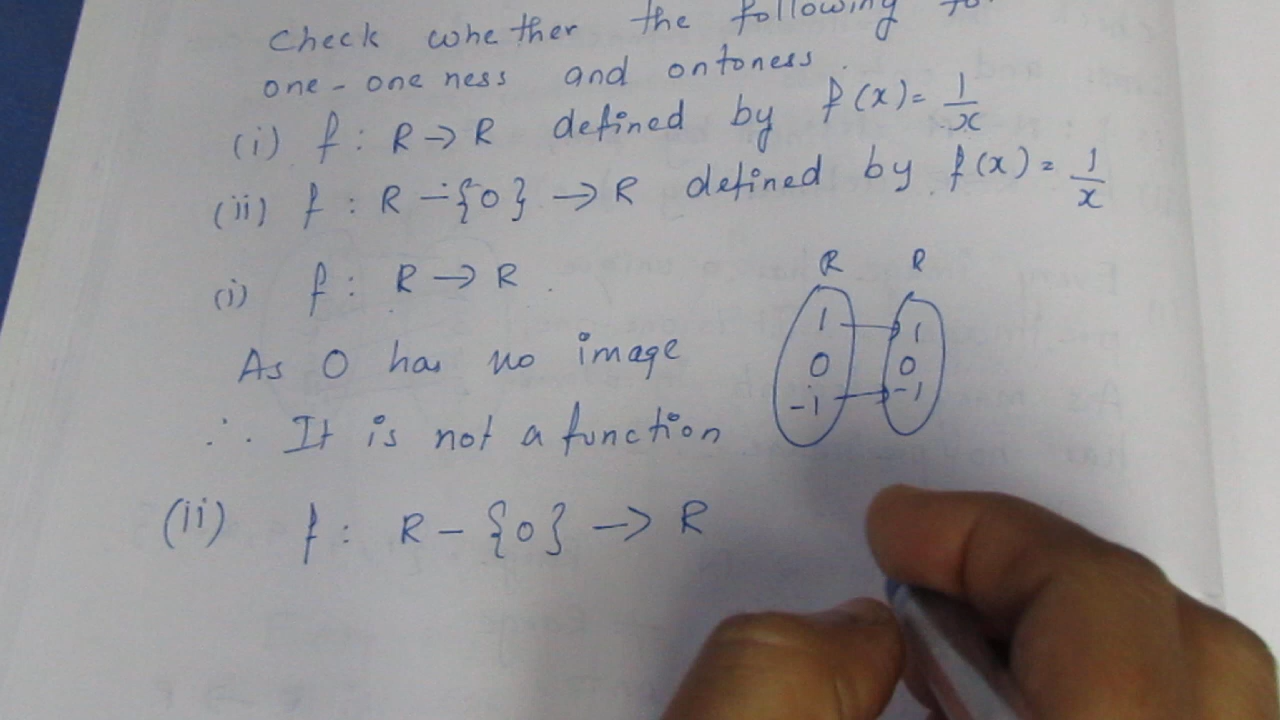 Check whether the following
one-one ness and ontoness.
(i) f : R → R defined by f(x) = 1/x
(ii) f : R - {0} → R defined by f(x) = 1/x
(i) f : R → R .
R R
1 1
As 0 has no image
0 0
-1 -1
∴ It is not a function
(ii) f : R - {0} → R